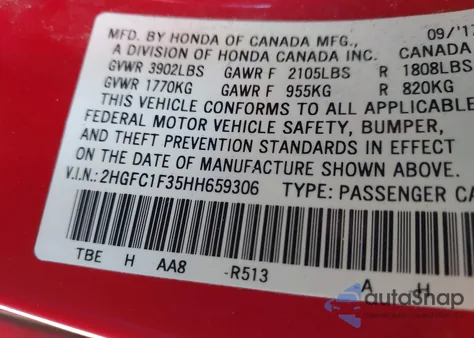 MFD. BY HONDA OF CANADA MFG., 09/'17
A DIVISION OF HONDA CANADA INC. CANADA
GVWR 3902LBS GAWR F 2105LBS R 1808LBS
GVWR 1770KG GAWR F 955KG R 820KG
THIS VEHICLE CONFORMS TO ALL APPLICABLE
FEDERAL MOTOR VEHICLE SAFETY, BUMPER,
AND THEFT PREVENTION STANDARDS IN EFFECT
ON THE DATE OF MANUFACTURE SHOWN ABOVE.
V.I.N.: 2HGFC1F35HH659306 TYPE: PASSENGER CA
TBE H AA8 -R513 A H
autoSnap